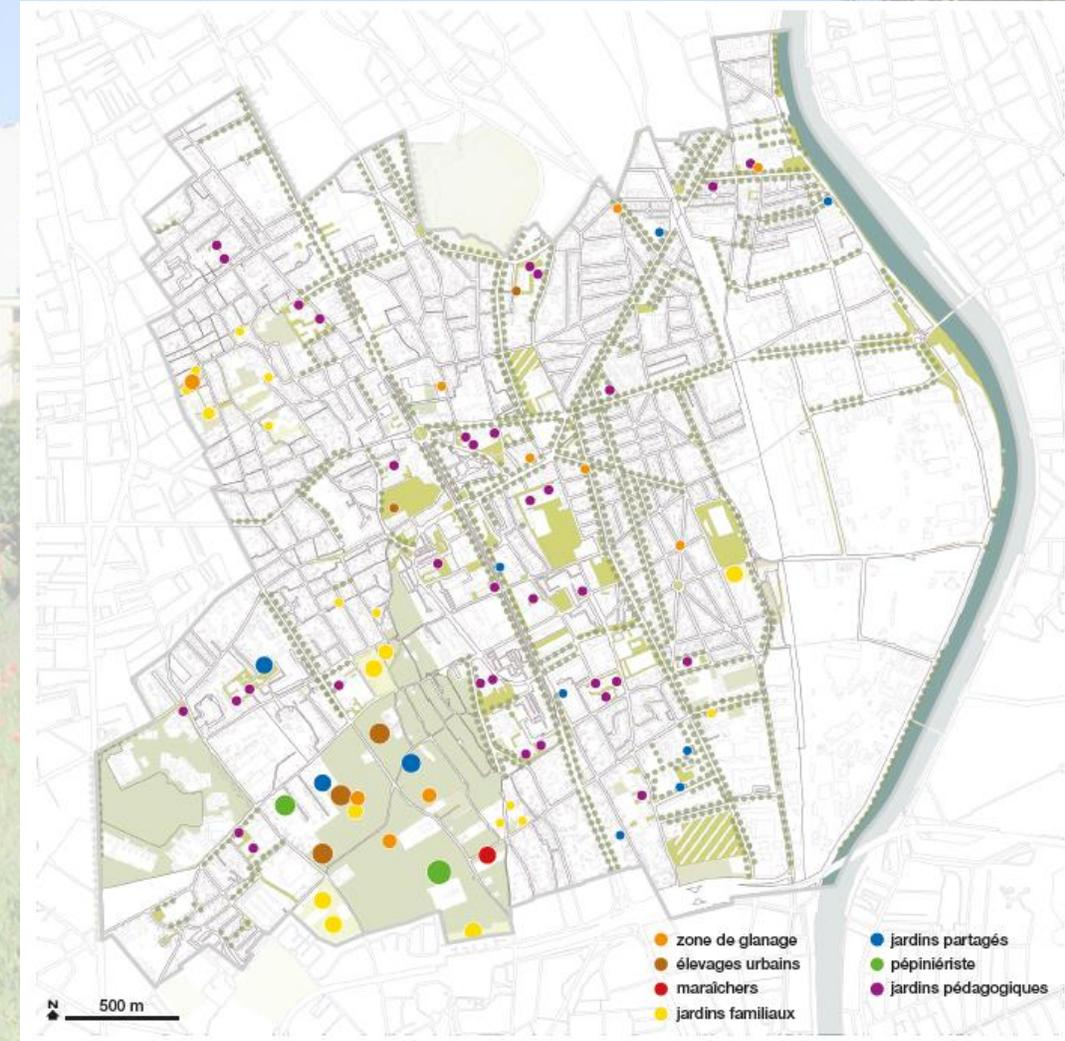 zone de glanage
élevages urbains
maraîchers
jardins familiaux
jardins partagés
pépiniériste
jardins pédagogiques
N
500 m